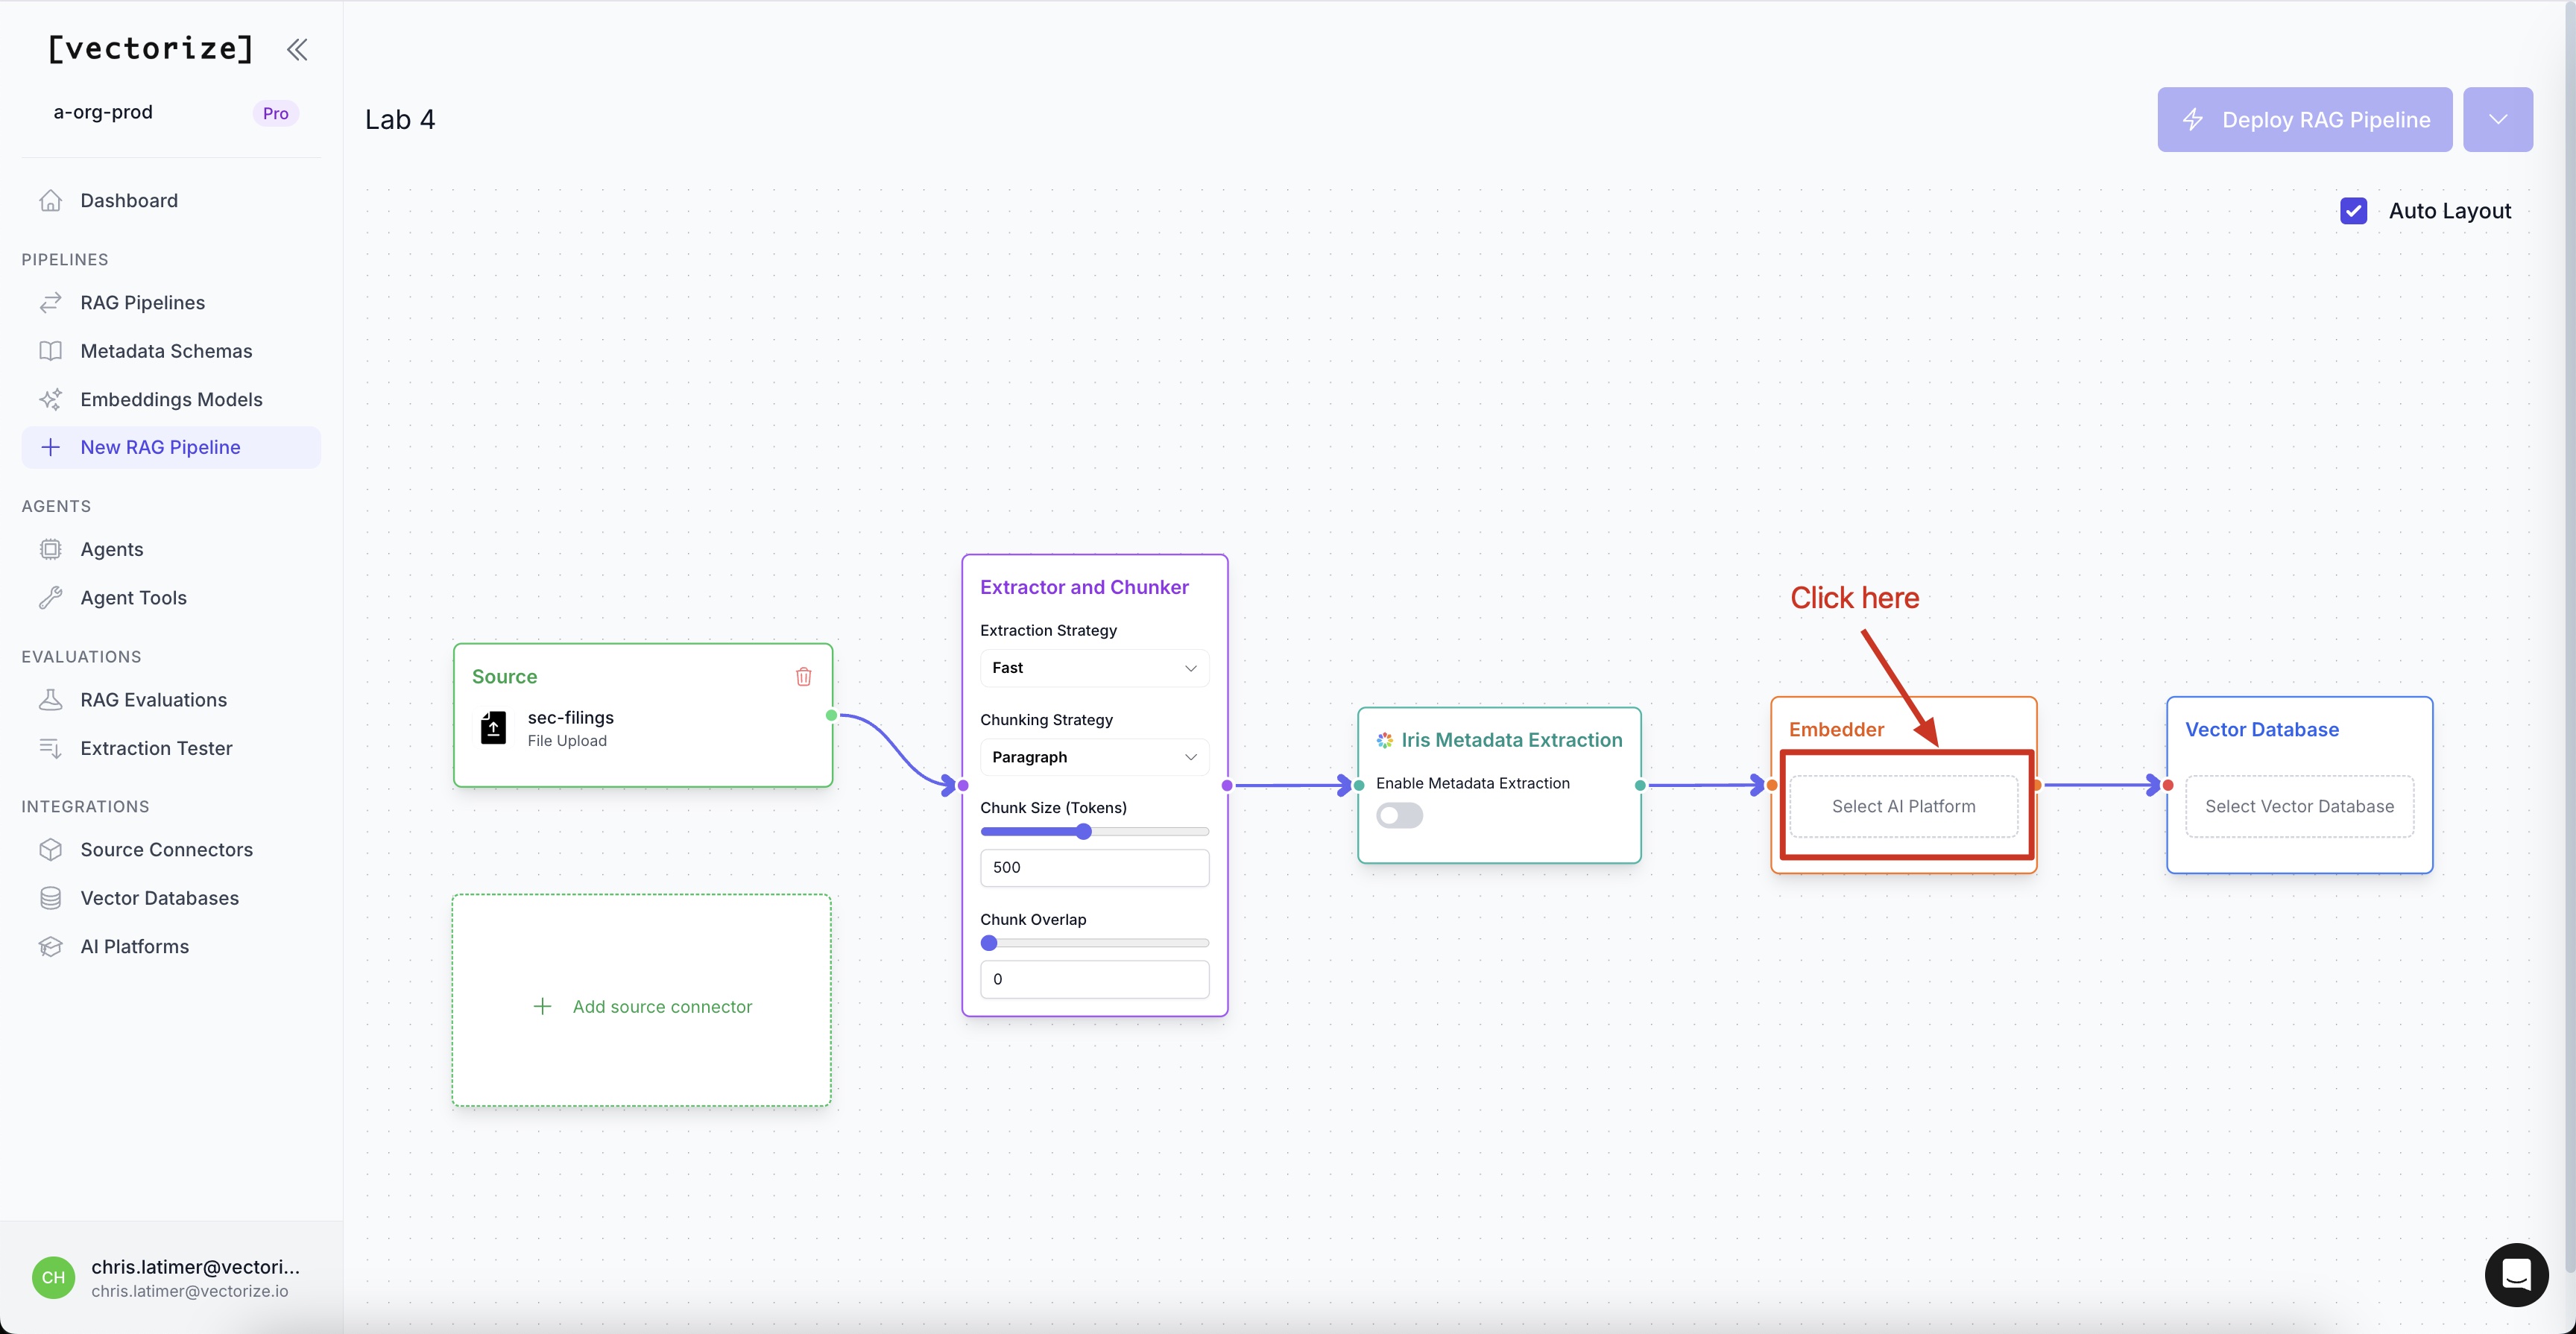 [vectorize]
a-org-prod
Pro
Dashboard
PIPELINES
RAG Pipelines
Metadata Schemas
Embeddings Models
New RAG Pipeline
AGENTS
Agents
Agent Tools
EVALUATIONS
RAG Evaluations
Extraction Tester
INTEGRATIONS
Source Connectors
Vector Databases
AI Platforms
CH
chris.latimer@vectori...
chris.latimer@vectorize.io
Lab 4
Deploy RAG Pipeline
Auto Layout
Source
sec-filings
File Upload
Add source connector
Extractor and Chunker
Extraction Strategy
Fast
Chunking Strategy
Paragraph
Chunk Size (Tokens)
500
Chunk Overlap
0
Iris Metadata Extraction
Enable Metadata Extraction
Click here
Embedder
Select AI Platform
Vector Database
Select Vector Database